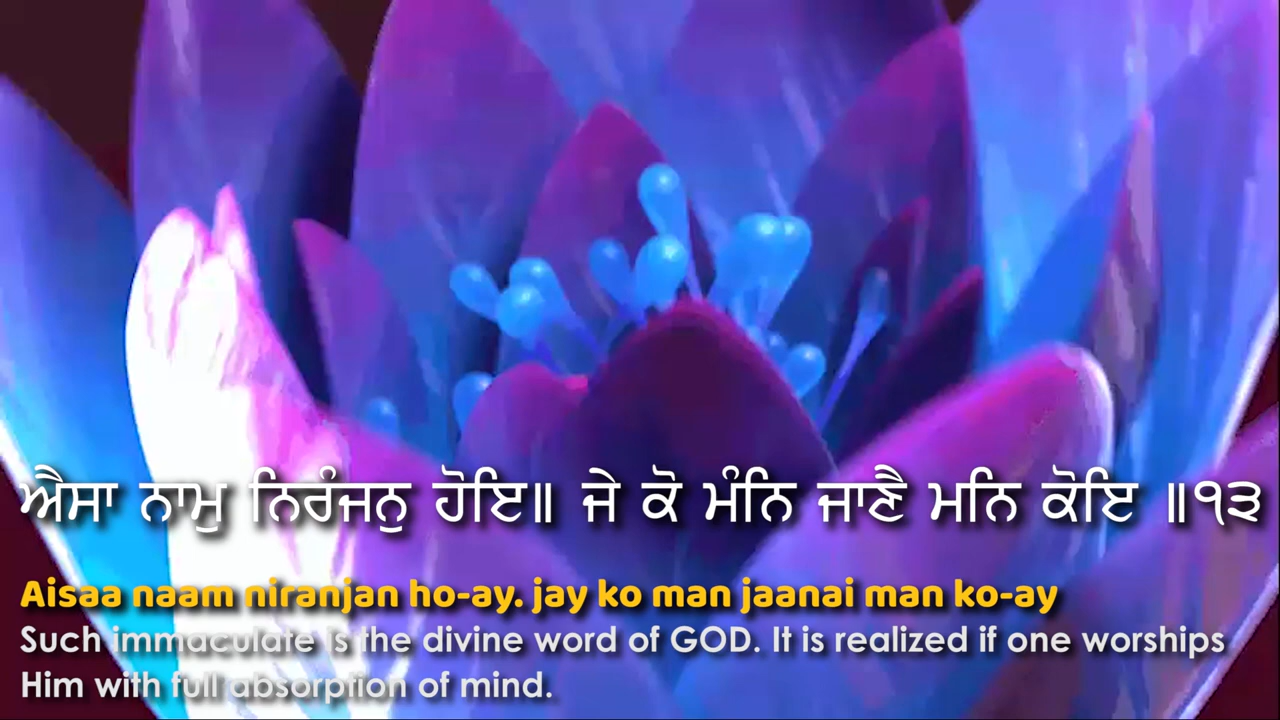 ਐਸਾ ਨਾਮੁ ਨਿਰੰਜਨੁ ਹੋਇ॥ ਜੇ ਕੋ ਮੰਨਿ ਜਾਣੈ ਮਨਿ ਕੋਇ ॥੧੩
Aisaa naam niranjan ho-ay. jay ko man jaanai man ko-ay
Such immaculate is the divine word of GOD. It is realized if one worships
Him with full absorption of mind.